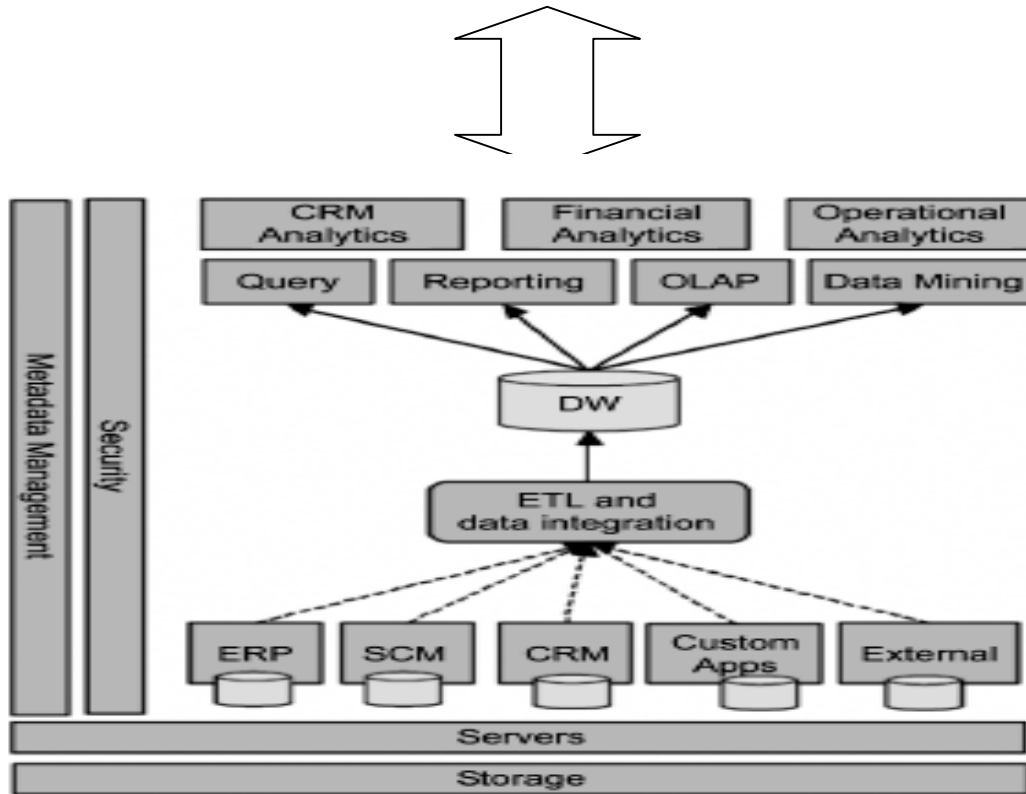 CRM
Analytics
Financial
Analytics
Operational
Analytics
Query
Reporting
OLAP
Data Mining
Metadata Management
Security
DW
ETL and
data integration
ERP
SCM
CRM
Custom
Apps
External
Servers
Storage